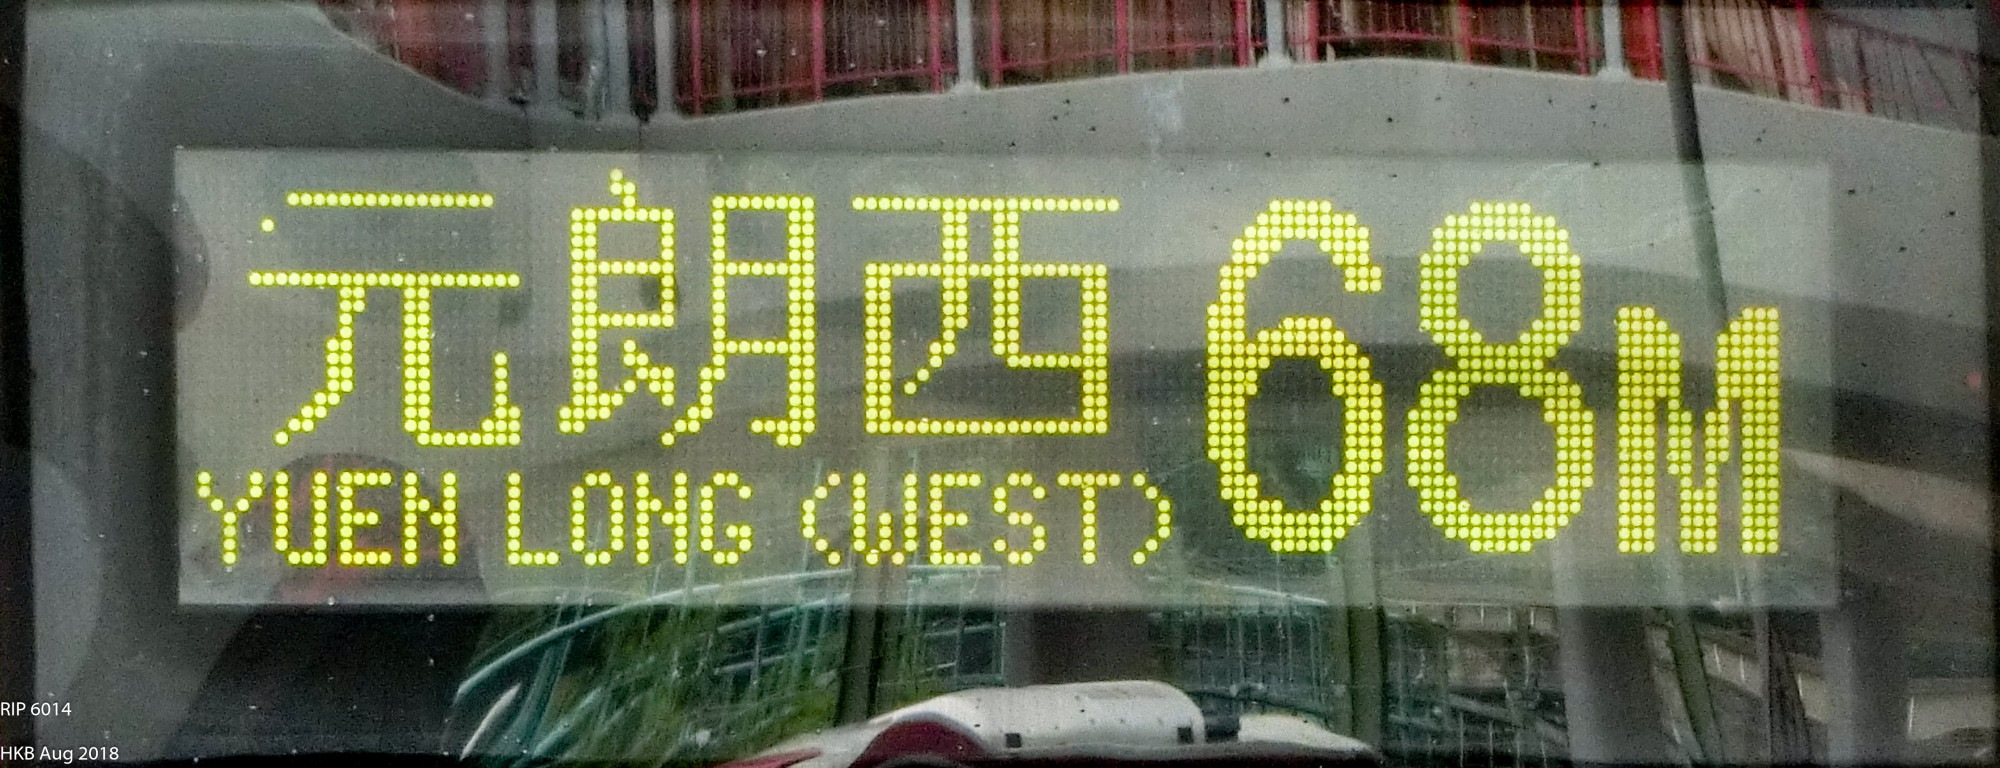 元朗西 68M
YUEN LONG (WEST)
RIP 6014
HKB Aug 2018